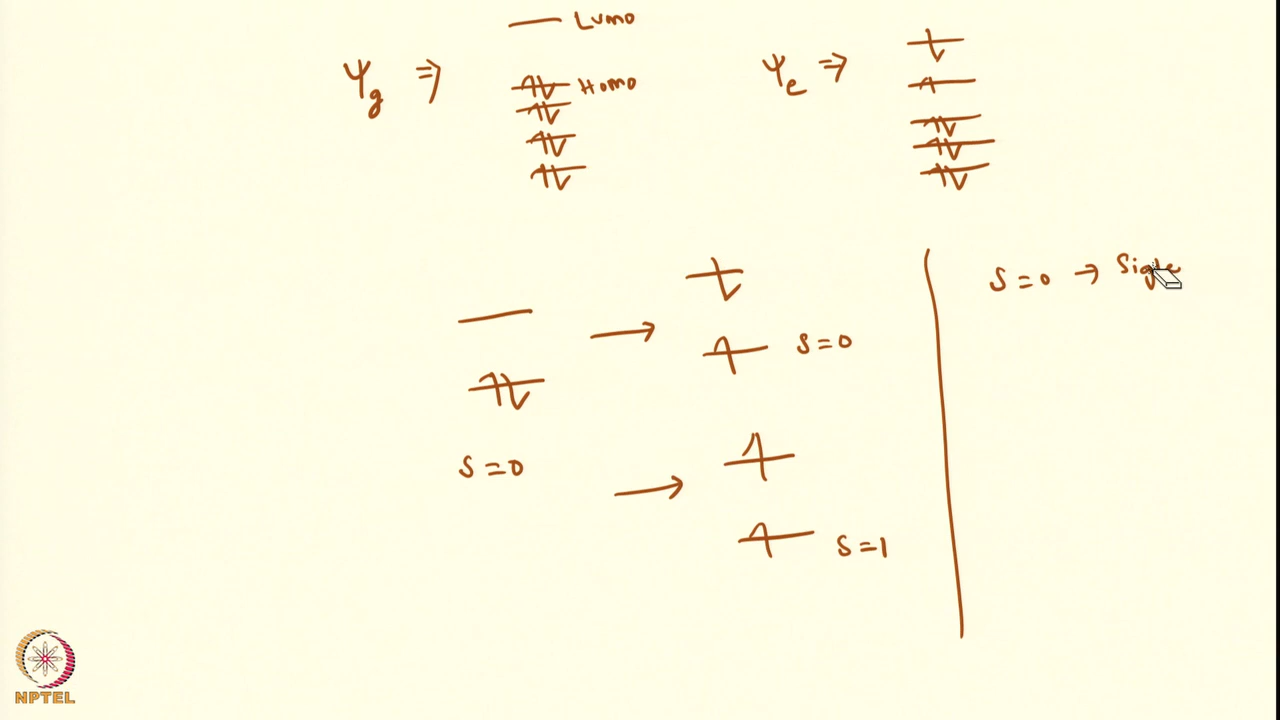 Lumo
Ψg ⇒
Homo
Ψe ⇒
S=0 → Sigle
S=0
S=0
S=1
NPTEL